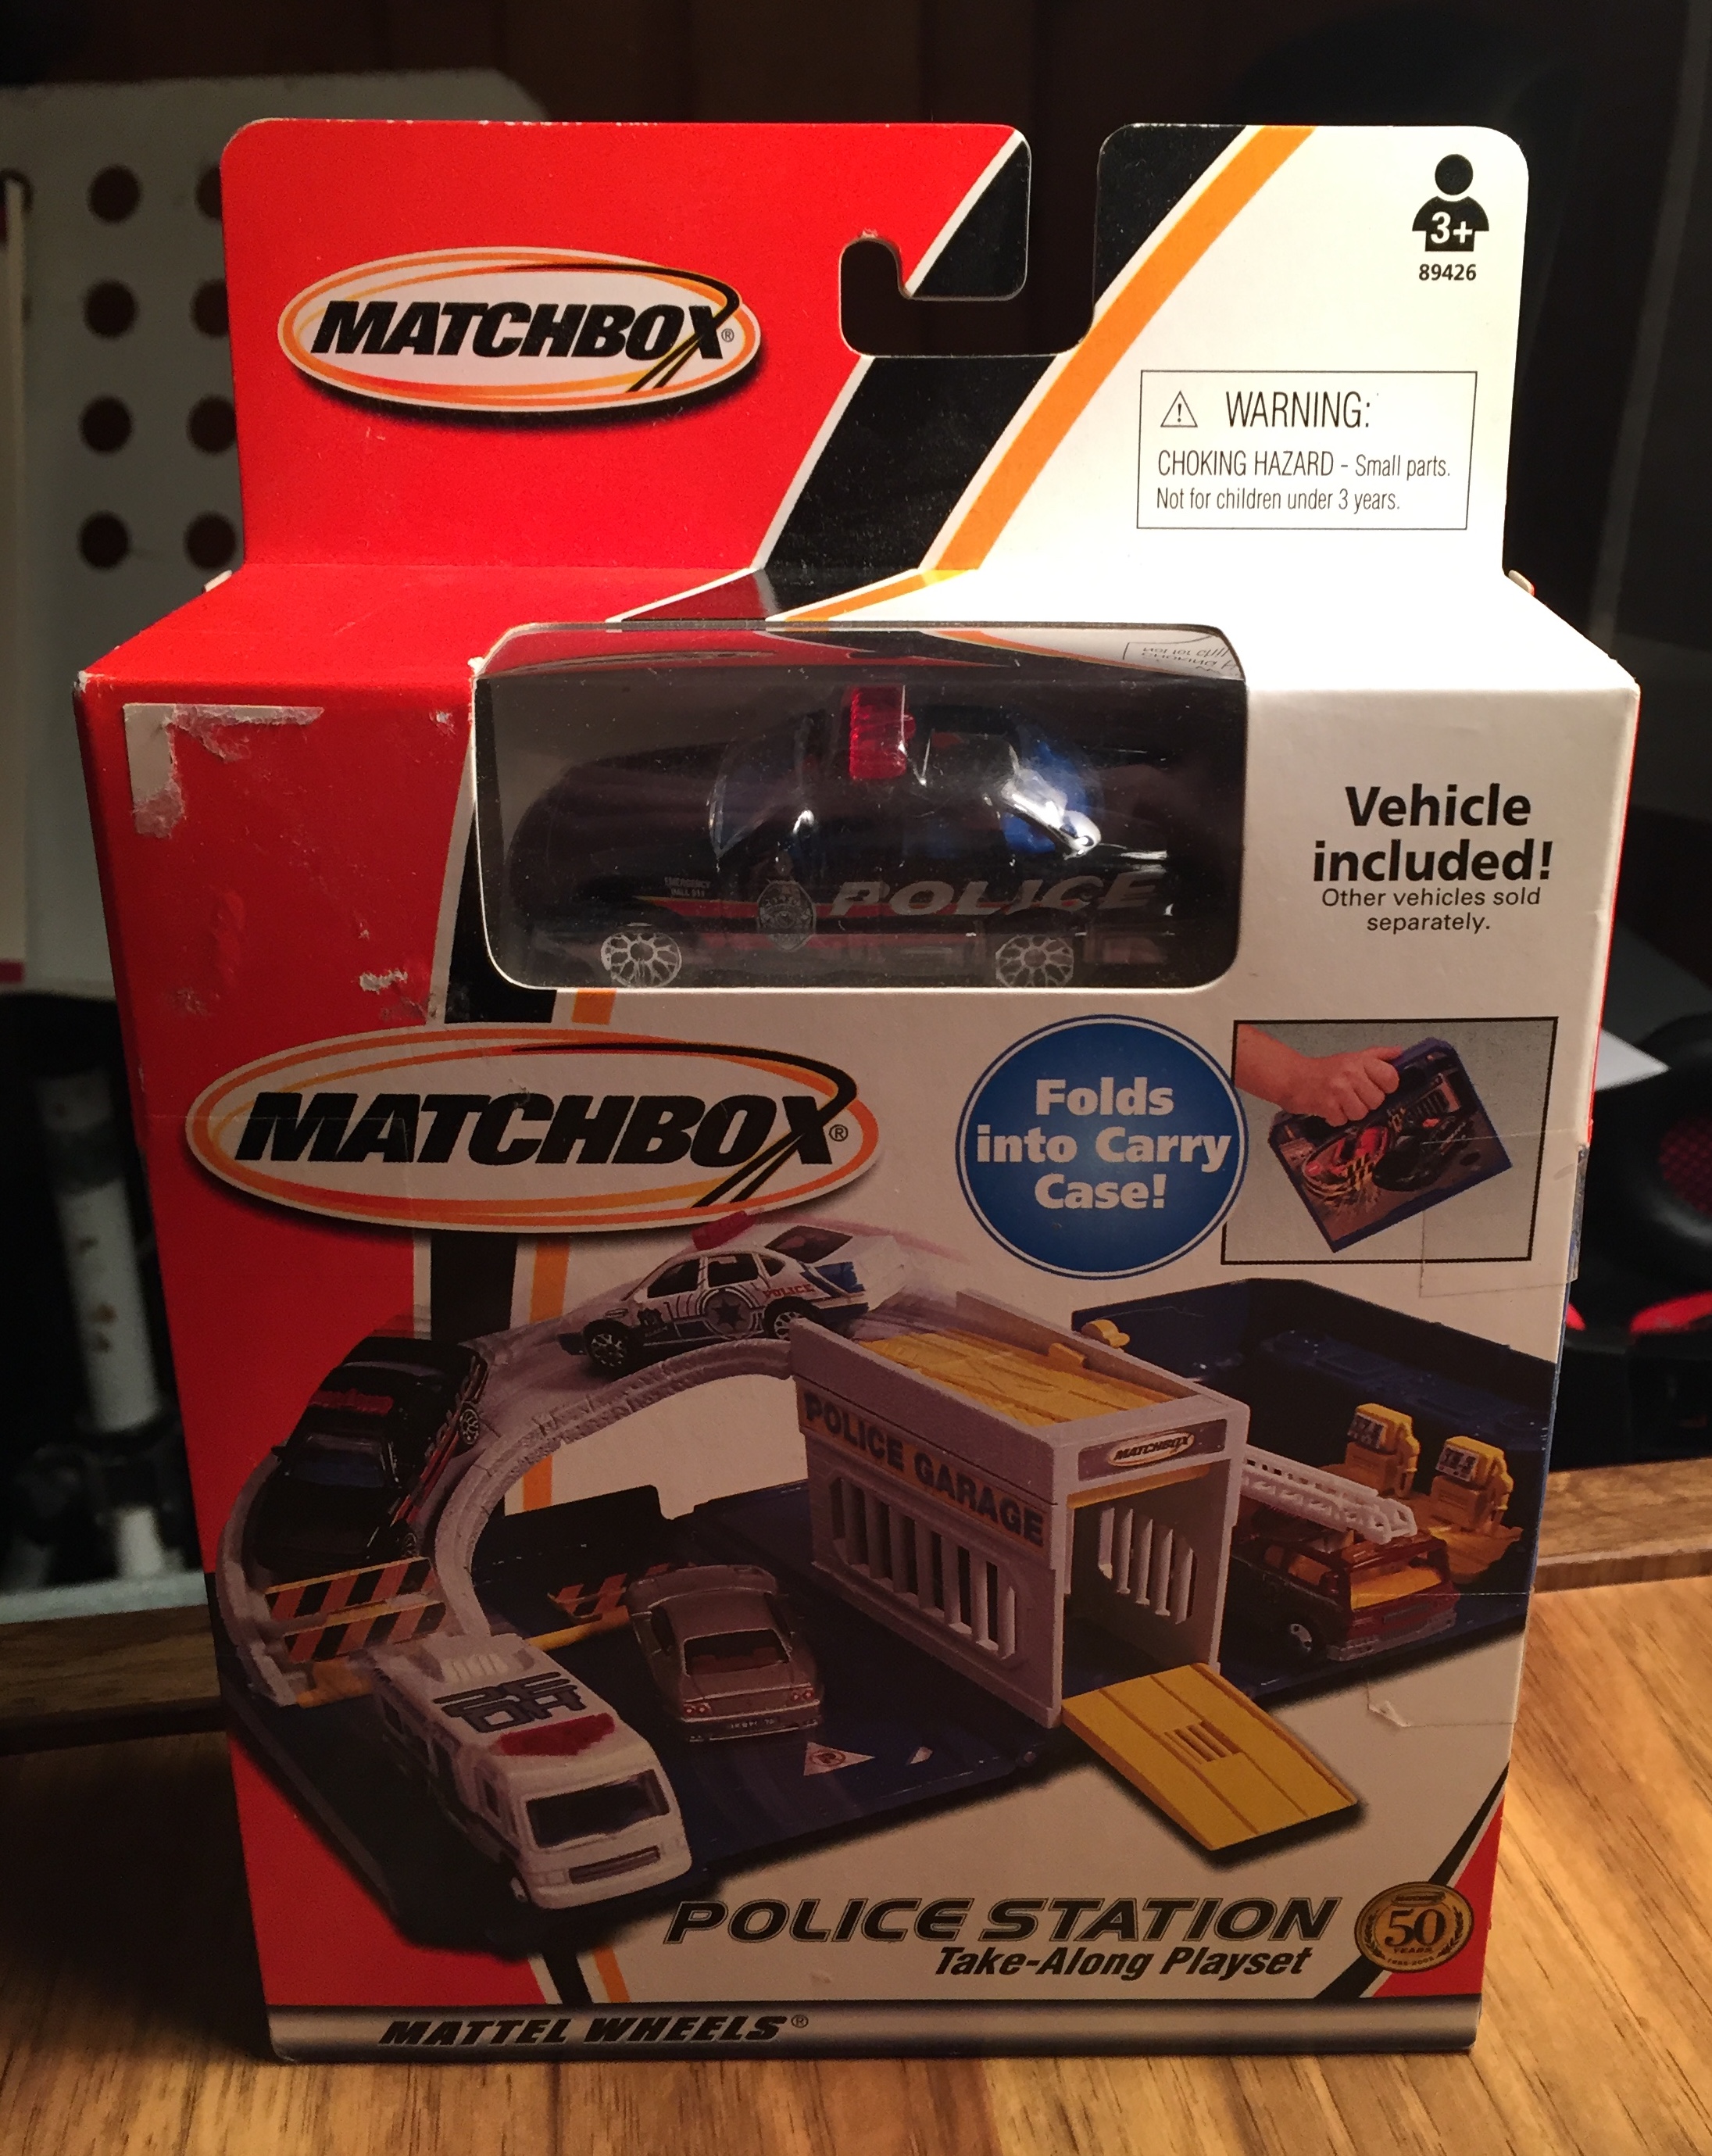 MATCHBOX®
3+
89426
WARNING:
CHOKING HAZARD - Small parts.
Not for children under 3 years.
EMERGENCY
POLICE
Vehicle
included!
Other vehicles sold
separately.
MATCHBOX®
Folds
into Carry
Case!
POLICE
POLICE GARAGE
MATCHBOX
POLICE STATION
Take-Along Playset
50
YEARS
MATTEL WHEELS®